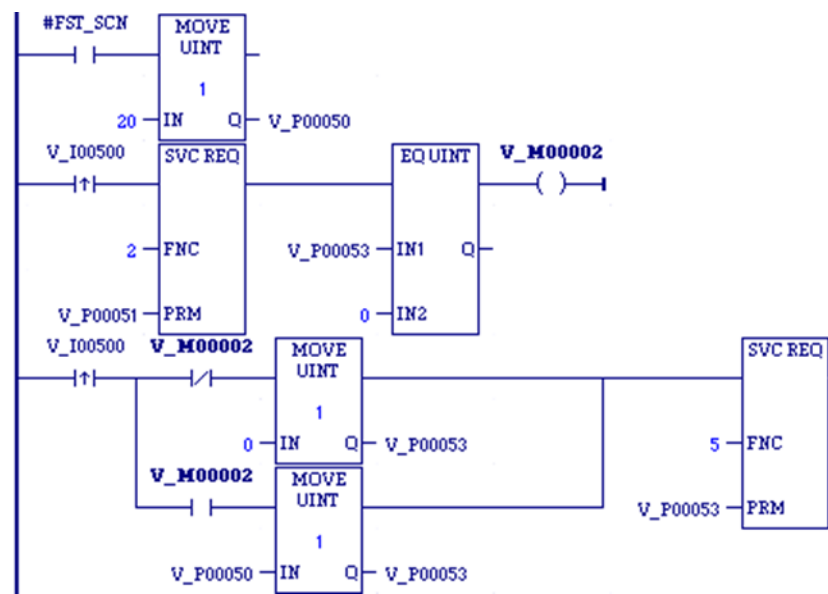 #FST_SCN
MOVE
UINT
1
20 IN Q V_P00050
V_I00500 SVC REQ EQ UINT V_M00002
2 FNC V_P00053 IN1 Q
V_P00051 PRM 0 IN2
V_I00500 V_M00002 MOVE SVC REQ
UINT
1
0 IN Q V_P00053 5 FNC
V_M00002 MOVE
UINT
V_P00053 PRM
1
V_P00050 IN Q V_P00053